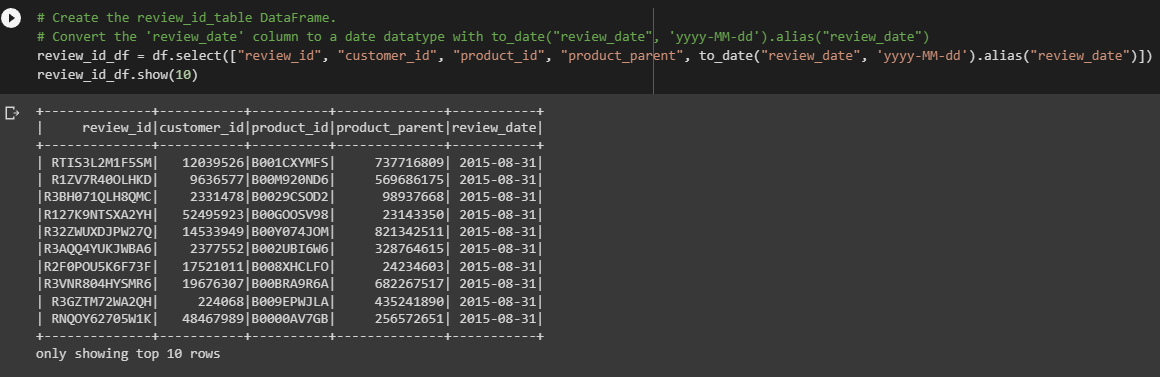 # Create the review_id_table DataFrame.
# Convert the 'review_date' column to a date datatype with to_date("review_date", 'yyyy-MM-dd').alias("review_date")
review_id_df = df.select(["review_id", "customer_id", "product_id", "product_parent", to_date("review_date", 'yyyy-MM-dd').alias("review_date")])
review_id_df.show(10)
+--------------+-----------+----------+--------------+-----------+
|     review_id|customer_id|product_id|product_parent|review_date|
+--------------+-----------+----------+--------------+-----------+
| RTIS3L2M1F5SM|   12039526|B001CXYMFS|     737716809| 2015-08-31|
| R1ZV7R40OLHKD|    9636577|B00M920ND6|     569686175| 2015-08-31|
|R3BH071QLH8QMC|    2331478|B0029CSOD2|      98937668| 2015-08-31|
|R127K9NTSXA2YH|   52495923|B00GOOSV98|      23143350| 2015-08-31|
|R32ZWUXDJPW27Q|   14533949|B00Y074JOM|     821342511| 2015-08-31|
|R3AQQ4YUKJWBA6|    2377552|B002UBI6W6|     328764615| 2015-08-31|
|R2F0POU5K6F73F|   17521011|B008XHCLFO|      24234603| 2015-08-31|
|R3VNR804HYSMR6|   19676307|B00BRA9R6A|     682267517| 2015-08-31|
| R3GZTM72WA2QH|     224068|B009EPWJLA|     435241890| 2015-08-31|
| RNQOY62705W1K|   48467989|B0000AV7GB|     256572651| 2015-08-31|
+--------------+-----------+----------+--------------+-----------+
only showing top 10 rows